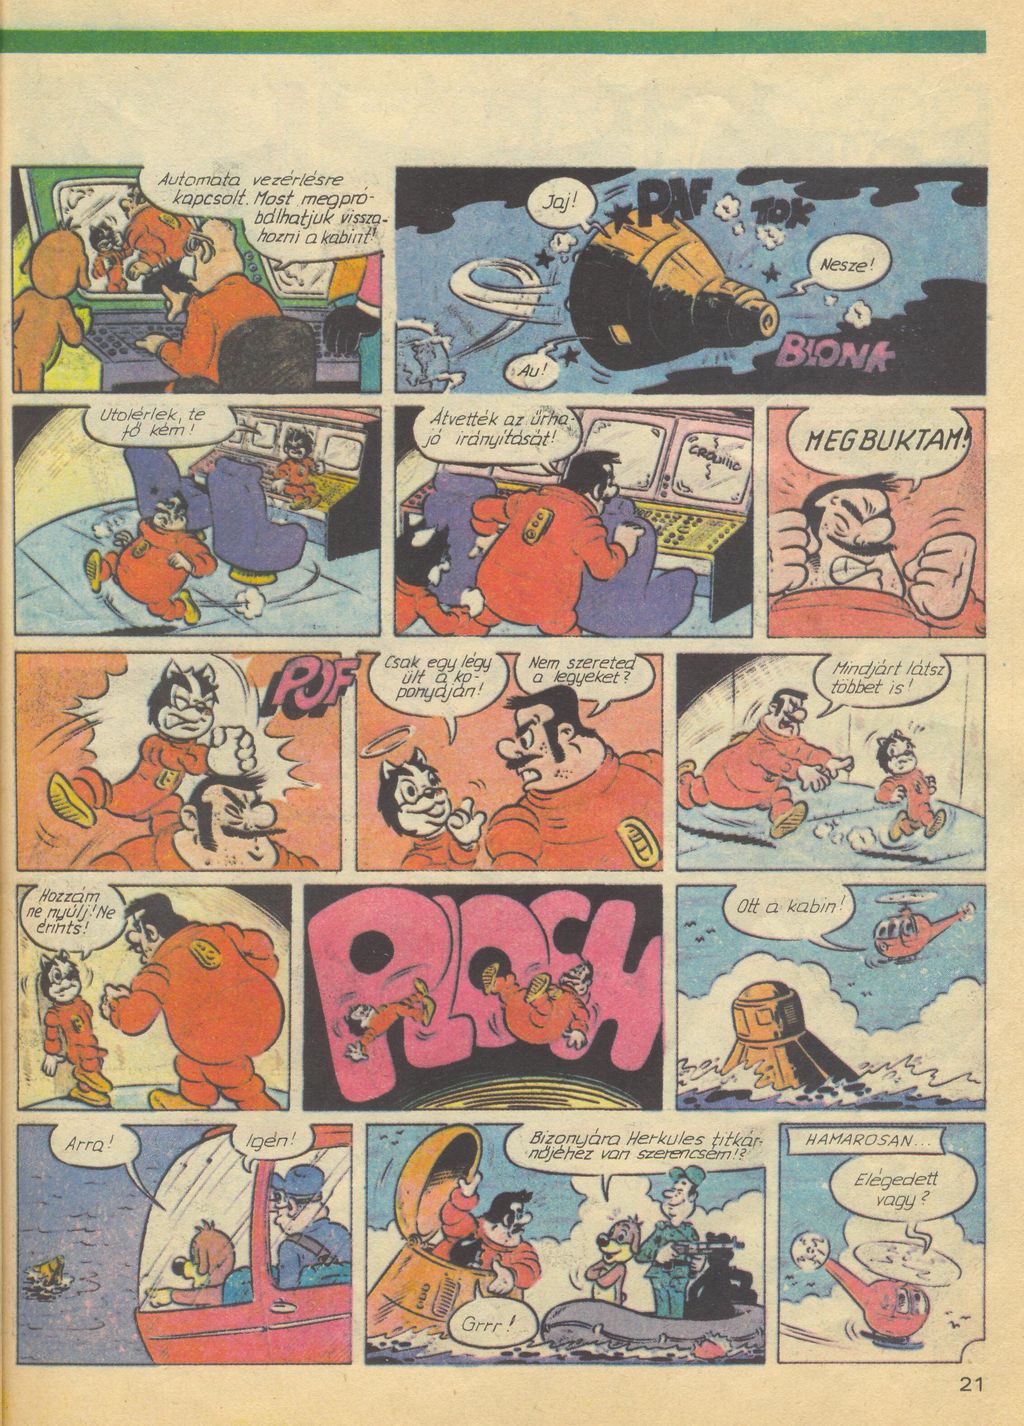 Automata vezérlésre
kapcsolt. Most megpró-
bálhatjuk vissza-
hozni a kabint!
Jaj!
PAF
TOK
Nesze!
Au!
BLONK
Utolérlek, te
fő kém!
Átvették az űrha-
jó irányítását!
MEGBUKTAM!
POF
Csak egy légy
ült a ko-
ponyáján!
Nem szereted
a legyeket?
Mindjárt látsz
többet is!
Hozzám
ne nyúlj! Ne
érints!
PLOCH
Ott a kabin!
Arra!
Igen!
Bizonyára Herkules titkár-
nőjéhez van szerencsém!?
Grrr!
HAMAROSAN...
Elégedett
vagy?
21